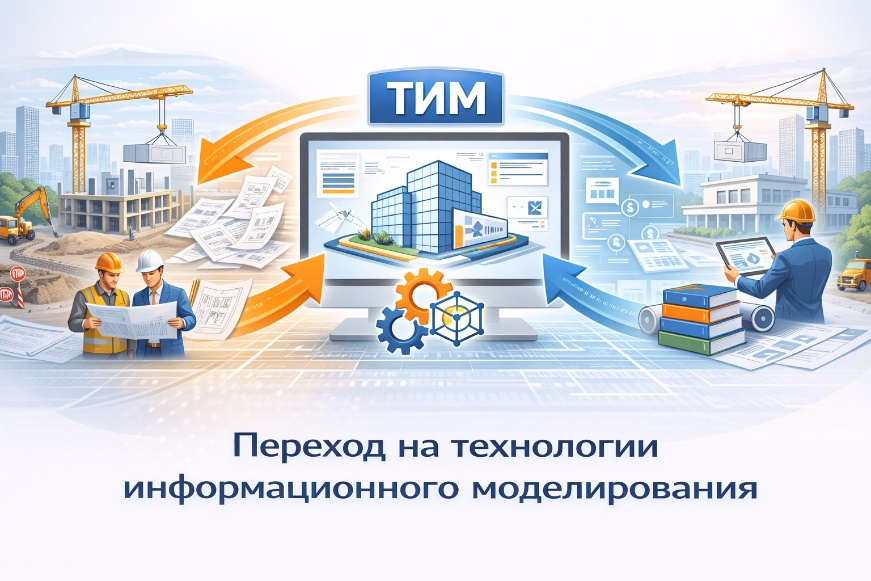 ТИМ
Переход на технологии
информационного моделирования